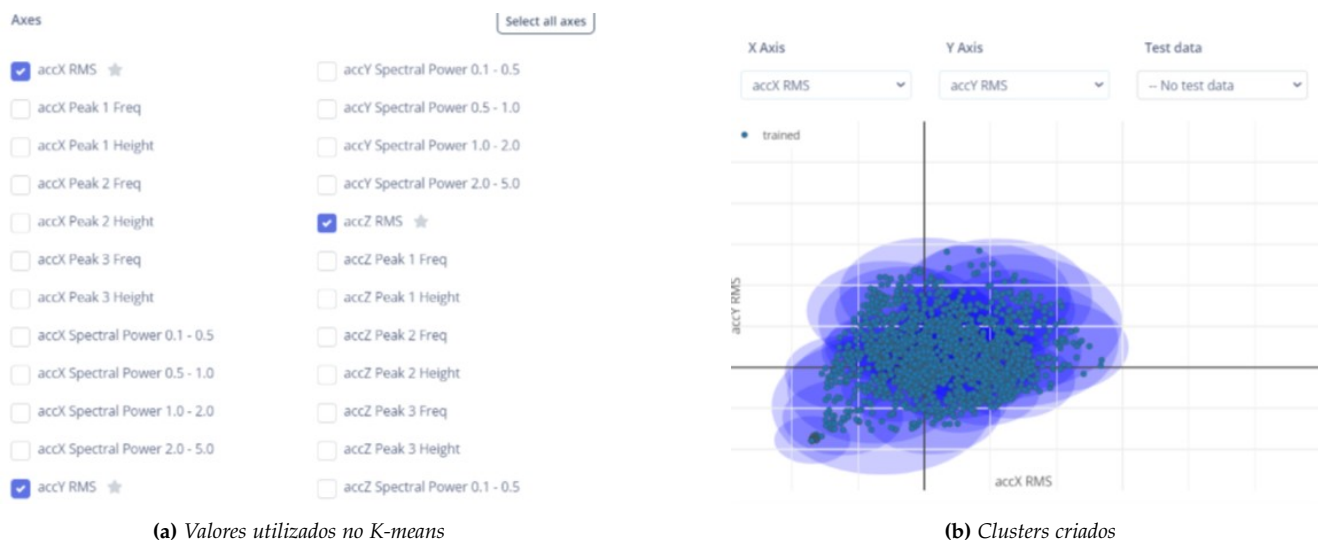 Axes
Select all axes
accX RMS
accX Peak 1 Freq
accX Peak 1 Height
accX Peak 2 Freq
accX Peak 2 Height
accX Peak 3 Freq
accX Peak 3 Height
accX Spectral Power 0.1 - 0.5
accX Spectral Power 0.5 - 1.0
accX Spectral Power 1.0 - 2.0
accX Spectral Power 2.0 - 5.0
accY RMS
accY Spectral Power 0.1 - 0.5
accY Spectral Power 0.5 - 1.0
accY Spectral Power 1.0 - 2.0
accY Spectral Power 2.0 - 5.0
accZ RMS
accZ Peak 1 Freq
accZ Peak 1 Height
accZ Peak 2 Freq
accZ Peak 2 Height
accZ Peak 3 Freq
accZ Peak 3 Height
accZ Spectral Power 0.1 - 0.5
(a) Valores utilizados no K-means
X Axis
accX RMS
Y Axis
accY RMS
Test data
-- No test data
trained
accY RMS
accX RMS
(b) Clusters criados